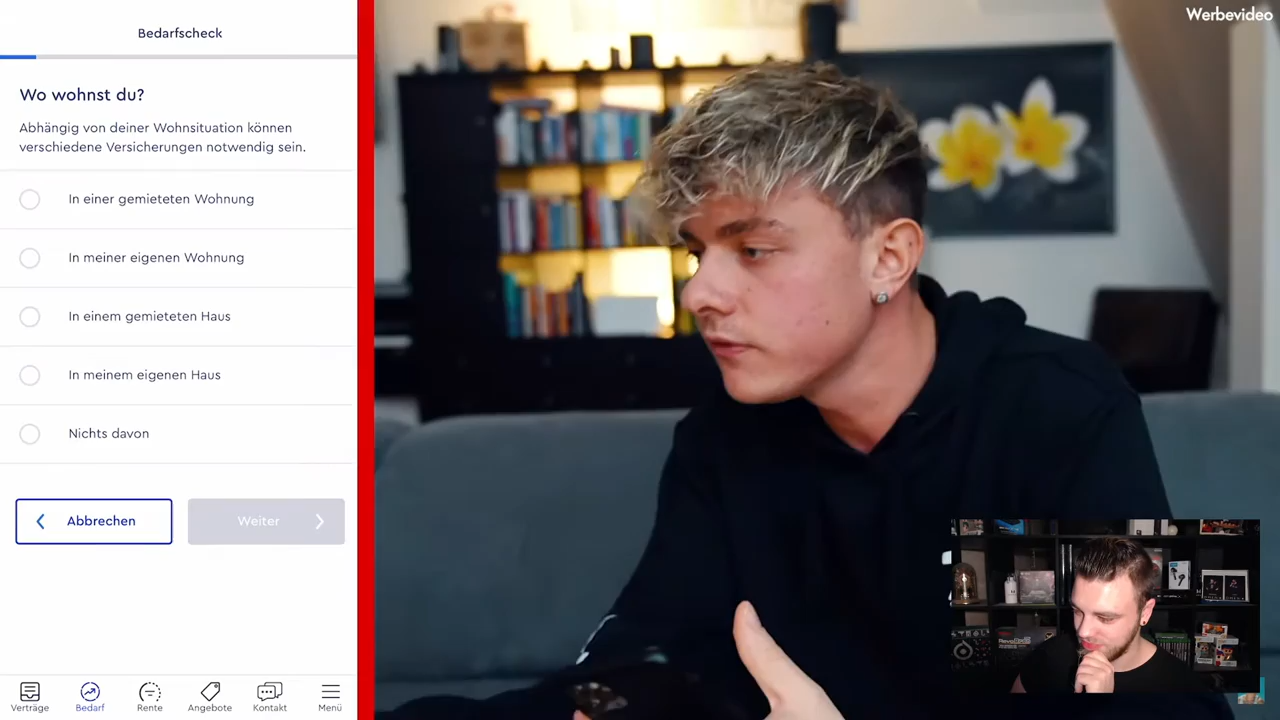 Werbevideo
Bedarfscheck
Wo wohnst du?
Abhängig von deiner Wohnsituation können
verschiedene Versicherungen notwendig sein.
In einer gemieteten Wohnung
In meiner eigenen Wohnung
In einem gemieteten Haus
In meinem eigenen Haus
Nichts davon
Abbrechen
Weiter
Verträge
Bedarf
Rente
Angebote
Kontakt
Menü